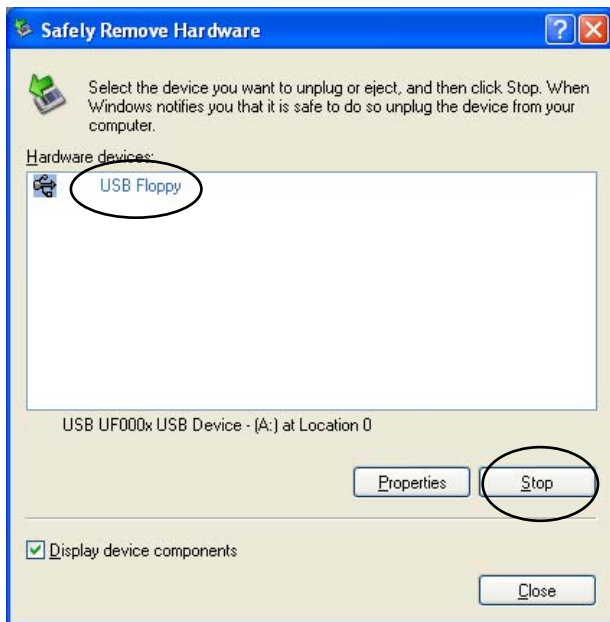 Safely Remove Hardware
Select the device you want to unplug or eject, and then click Stop. When
Windows notifies you that it is safe to do so unplug the device from your
computer.
Hardware devices:
USB Floppy
USB UF000x USB Device - (A:) at Location 0
Properties
Stop
Display device components
Close